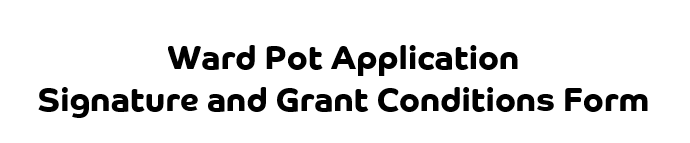 Ward Pot Application
Signature and Grant Conditions Form